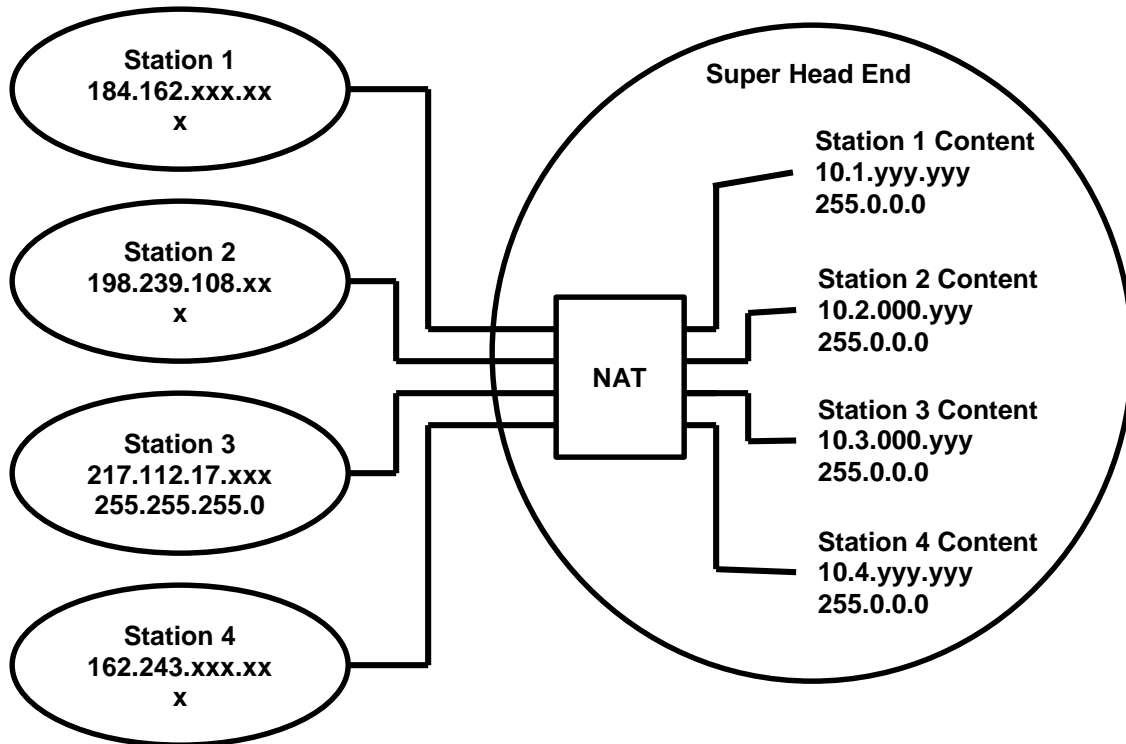 Station 1
184.162.xxx.xx
x
Station 2
198.239.108.xx
x
Station 3
217.112.17.xxx
255.255.255.0
Station 4
162.243.xxx.xx
x
NAT
Super Head End
Station 1 Content
10.1.yyy.yyy
255.0.0.0
Station 2 Content
10.2.000.yyy
255.0.0.0
Station 3 Content
10.3.000.yyy
255.0.0.0
Station 4 Content
10.4.yyy.yyy
255.0.0.0